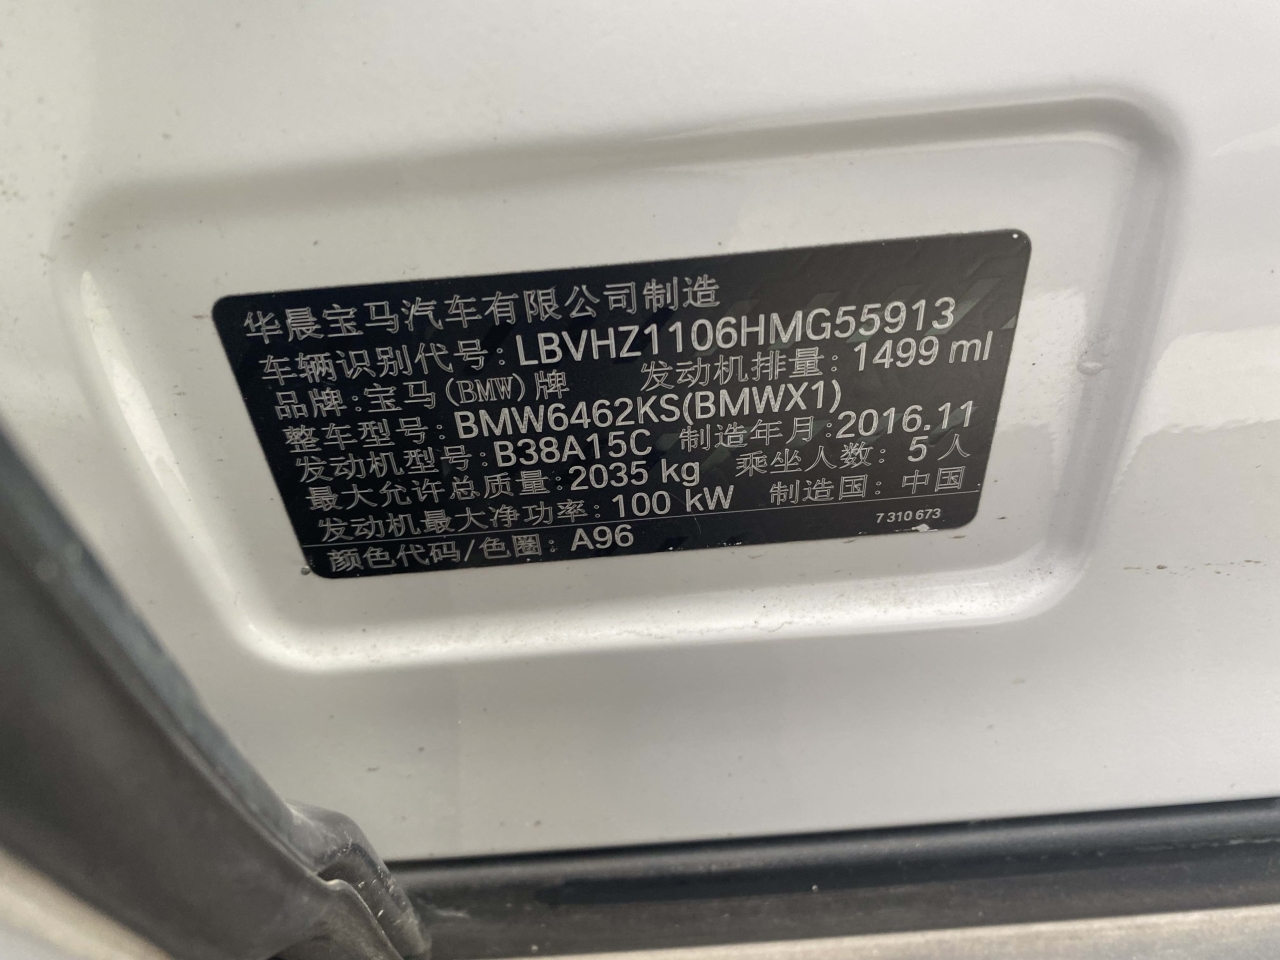 华晨宝马汽车有限公司制造
车辆识别代号: LBVHZ1106HMG55913
品牌:宝马(BMW)牌 发动机排量: 1499 ml
整车型号: BMW6462KS(BMWX1)
发动机型号: B38A15C 制造年月:2016.11
最大允许总质量: 2035 kg 乘坐人数: 5人
发动机最大净功率: 100 kW 制造国: 中国
颜色代码/色圈: A96 7 310 673